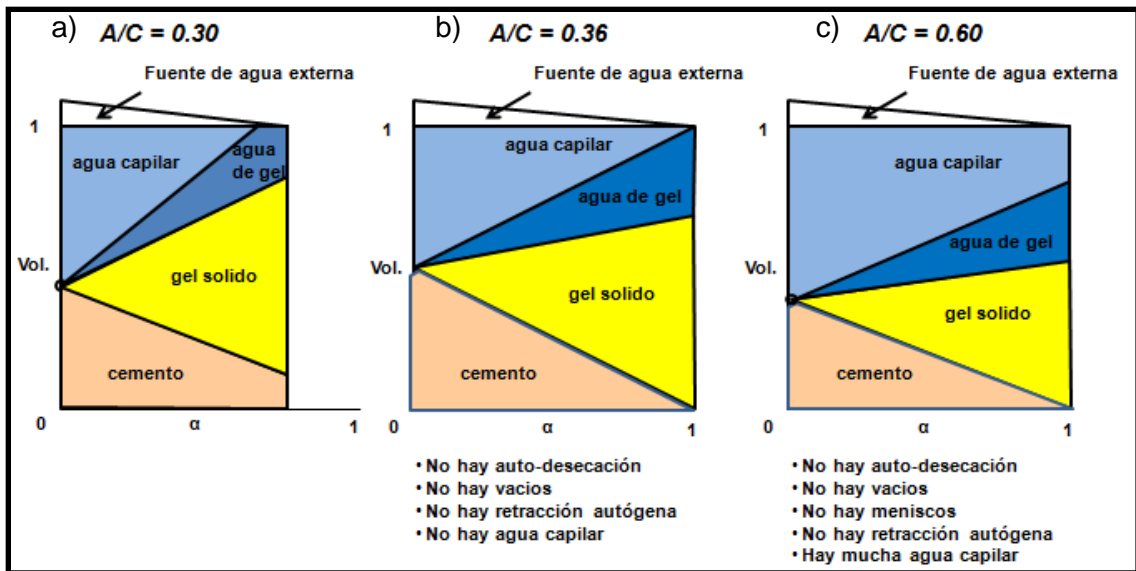 a) A/C = 0.30
Fuente de agua externa
1
agua capilar
agua
de gel
Vol.
gel solido
cemento
0
α
1
b) A/C = 0.36
Fuente de agua externa
1
agua capilar
agua de gel
Vol.
gel solido
cemento
0
α
1
• No hay auto-desecación
• No hay vacios
• No hay retracción autógena
• No hay agua capilar
c) A/C = 0.60
Fuente de agua externa
1
agua capilar
agua de gel
Vol.
gel solido
cemento
0
α
1
• No hay auto-desecación
• No hay vacios
• No hay meniscos
• No hay retracción autógena
• Hay mucha agua capilar